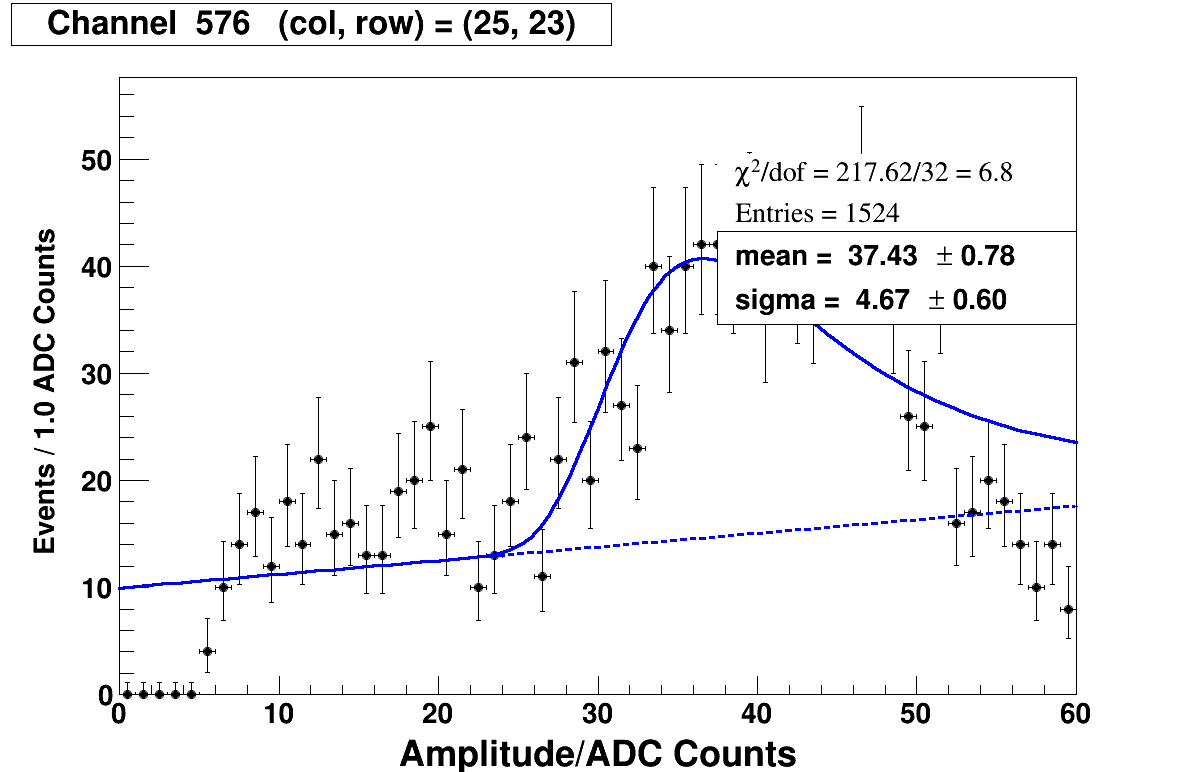 Channel 576 (col, row) = (25, 23)
χ²/dof = 217.62/32 = 6.8
Entries = 1524
mean = 37.43 ± 0.78
sigma = 4.67 ± 0.60
Events / 1.0 ADC Counts
50
40
30
20
10
0
0 10 20 30 40 50 60
Amplitude/ADC Counts